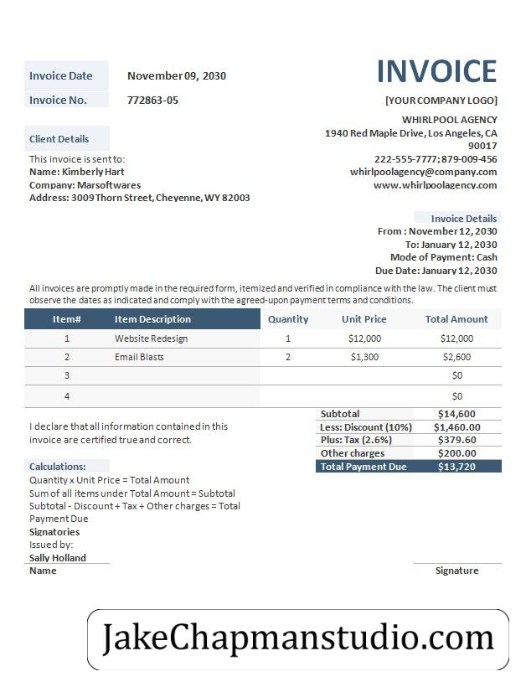 INVOICE
Invoice Date November 09, 2030
Invoice No. 772863-05
[YOUR COMPANY LOGO]
WHIRLPOOL AGENCY
1940 Red Maple Drive, Los Angeles, CA
90017
222-555-7777; 879-009-456
whirlpoolagency@company.com
www.whirlpoolagency.com
Client Details
This invoice is sent to:
Name: Kimberly Hart
Company: Marsoftwares
Address: 3009 Thorn Street, Cheyenne, WY 82003
Invoice Details
From : November 12, 2030
To: January 12, 2030
Mode of Payment: Cash
Due Date: January 12, 2030
All invoices are promptly made in the required form, itemized and verified in compliance with the law. The client must
observe the dates as indicated and comply with the agreed-upon payment terms and conditions.
Item# Item Description Quantity Unit Price Total Amount
1 Website Redesign 1 $12,000 $12,000
2 Email Blasts 2 $1,300 $2,600
3 $0
4 $0
Subtotal $14,600
Less: Discount (10%) $1,460.00
Plus: Tax (2.6%) $379.60
Other charges $200.00
Total Payment Due $13,720
I declare that all information contained in this
invoice are certified true and correct.
Calculations:
Quantity x Unit Price = Total Amount
Sum of all items under Total Amount = Subtotal
Subtotal - Discount + Tax + Other charges = Total
Payment Due
Signatories
Issued by:
Sally Holland
Name Signature
JakeChapmanstudio.com